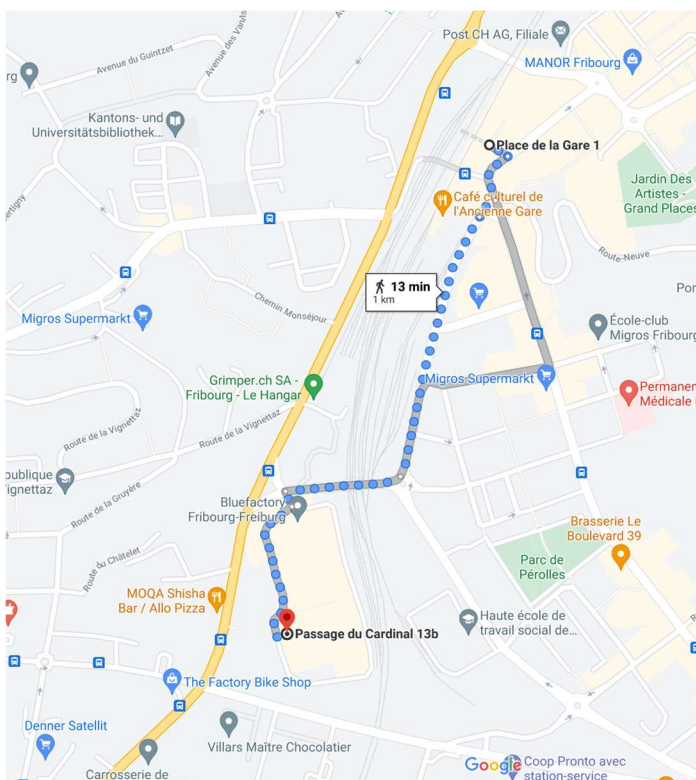 Post CH AG, Filiale
MANOR Fribourg
Avenue du Guintzet
Avenue des Vanils
rg
Kantons- und
Universitätsbibliothek...
Place de la Gare 1
Jardin Des
Artistes -
Grand Places
Café culturel de
l'Ancienne Gare
Route-Neuve
13 min
1 km
Chemin Monséjour
Migros Supermarkt
École-club
Migros Fribourg
Grimper.ch SA -
Fribourg - Le Hangar
Migros Supermarkt
Route de la Vignettaz
Route de la Vignettaz
Route de la Gruyère
Bluefactory
Fribourg-Freiburg
Brasserie Le
Boulevard 39
Parc de
Pérolles
Route du Châtelet
MOQA Shisha
Bar / Allo Pizza
Haute école de
travail social de...
Passage du Cardinal 13b
The Factory Bike Shop
Denner Satellit
Villars Maître Chocolatier
Google
Coop Pronto avec
station-service
Carrosserie de